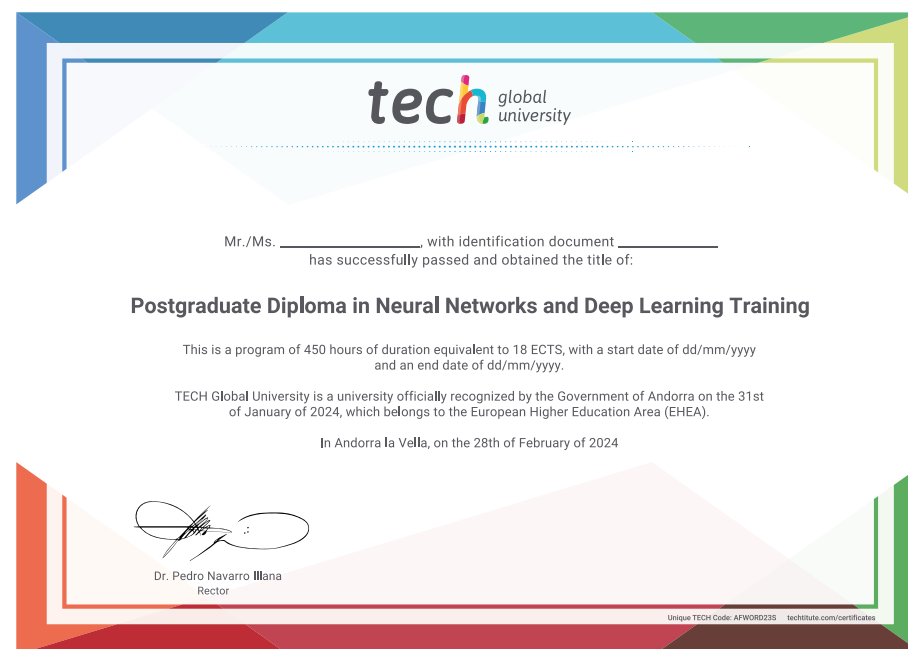 tech global
university
Mr./Ms. ____________, with identification document ____________
has successfully passed and obtained the title of:
Postgraduate Diploma in Neural Networks and Deep Learning Training
This is a program of 450 hours of duration equivalent to 18 ECTS, with a start date of dd/mm/yyyy
and an end date of dd/mm/yyyy.
TECH Global University is a university officially recognized by the Government of Andorra on the 31st
of January of 2024, which belongs to the European Higher Education Area (EHEA).
In Andorra la Vella, on the 28th of February of 2024
Dr. Pedro Navarro Illana
Rector
Unique TECH Code: AFWORD23S techtitute.com/certificates